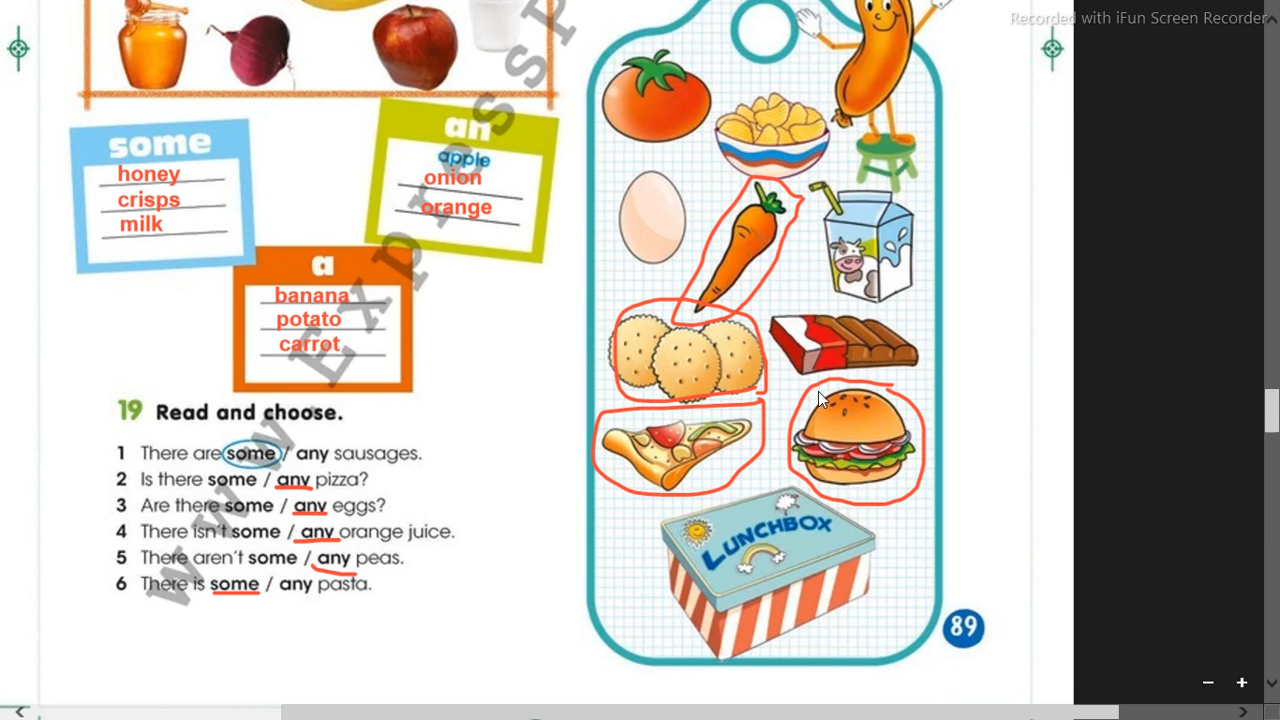 Recorded with iFun Screen Recorder
some
honey
crisps
milk
an
apple
onion
orange
a
banana
potato
carrot
19 Read and choose.
1 There are some / any sausages.
2 Is there some / any pizza?
3 Are there some / any eggs?
4 There isn't some / any orange juice.
5 There aren't some / any peas.
6 There is some / any pasta.
LUNCHBOX
89
www Express P